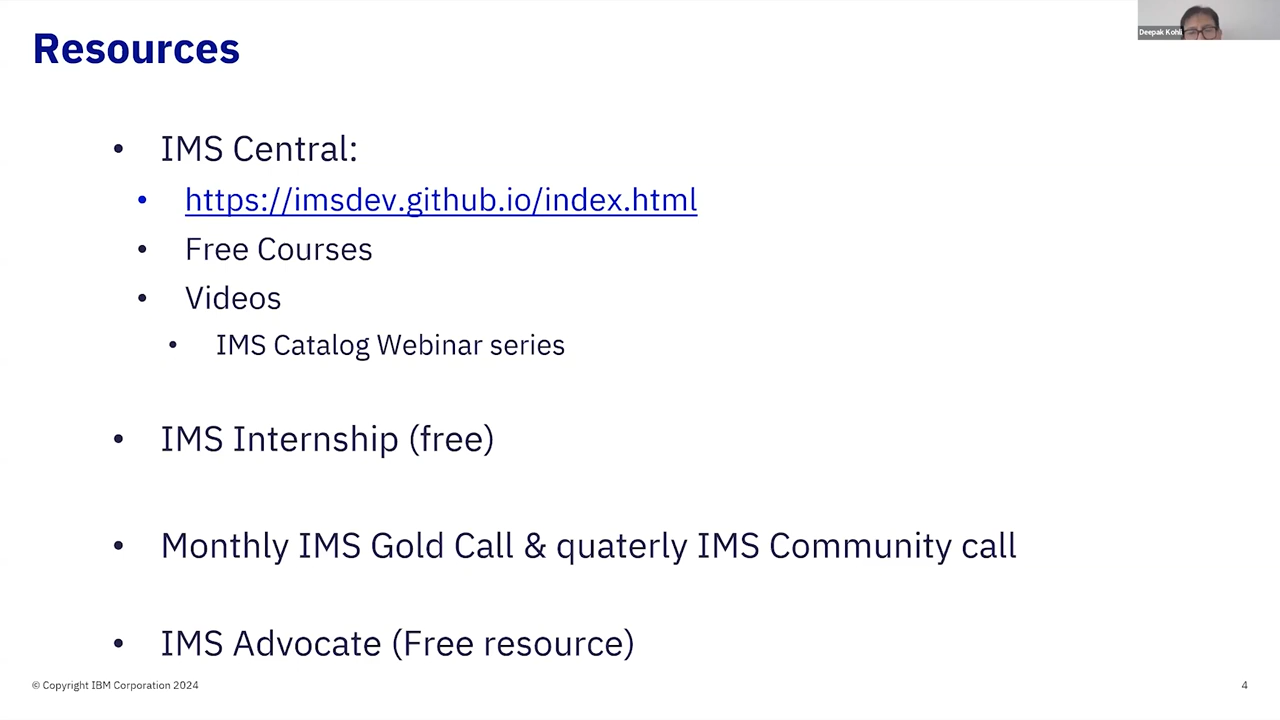 Resources
Deepak Kohli
• IMS Central:
• https://imsdev.github.io/index.html
• Free Courses
• Videos
• IMS Catalog Webinar series
• IMS Internship (free)
• Monthly IMS Gold Call & quaterly IMS Community call
• IMS Advocate (Free resource)
© Copyright IBM Corporation 2024
4